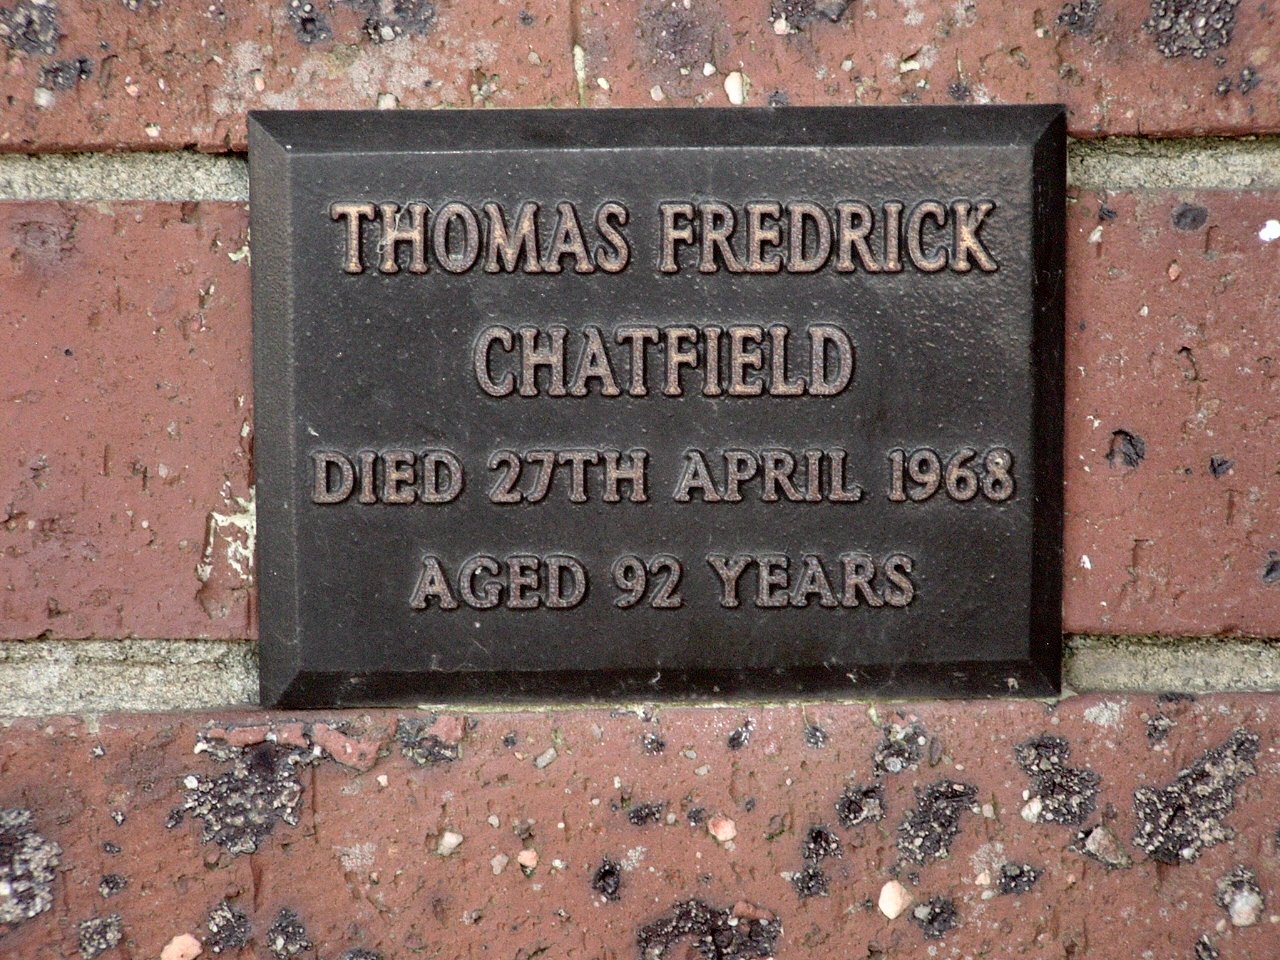 THOMAS FREDRICK
CHATFIELD
DIED 27TH APRIL 1968
AGED 92 YEARS